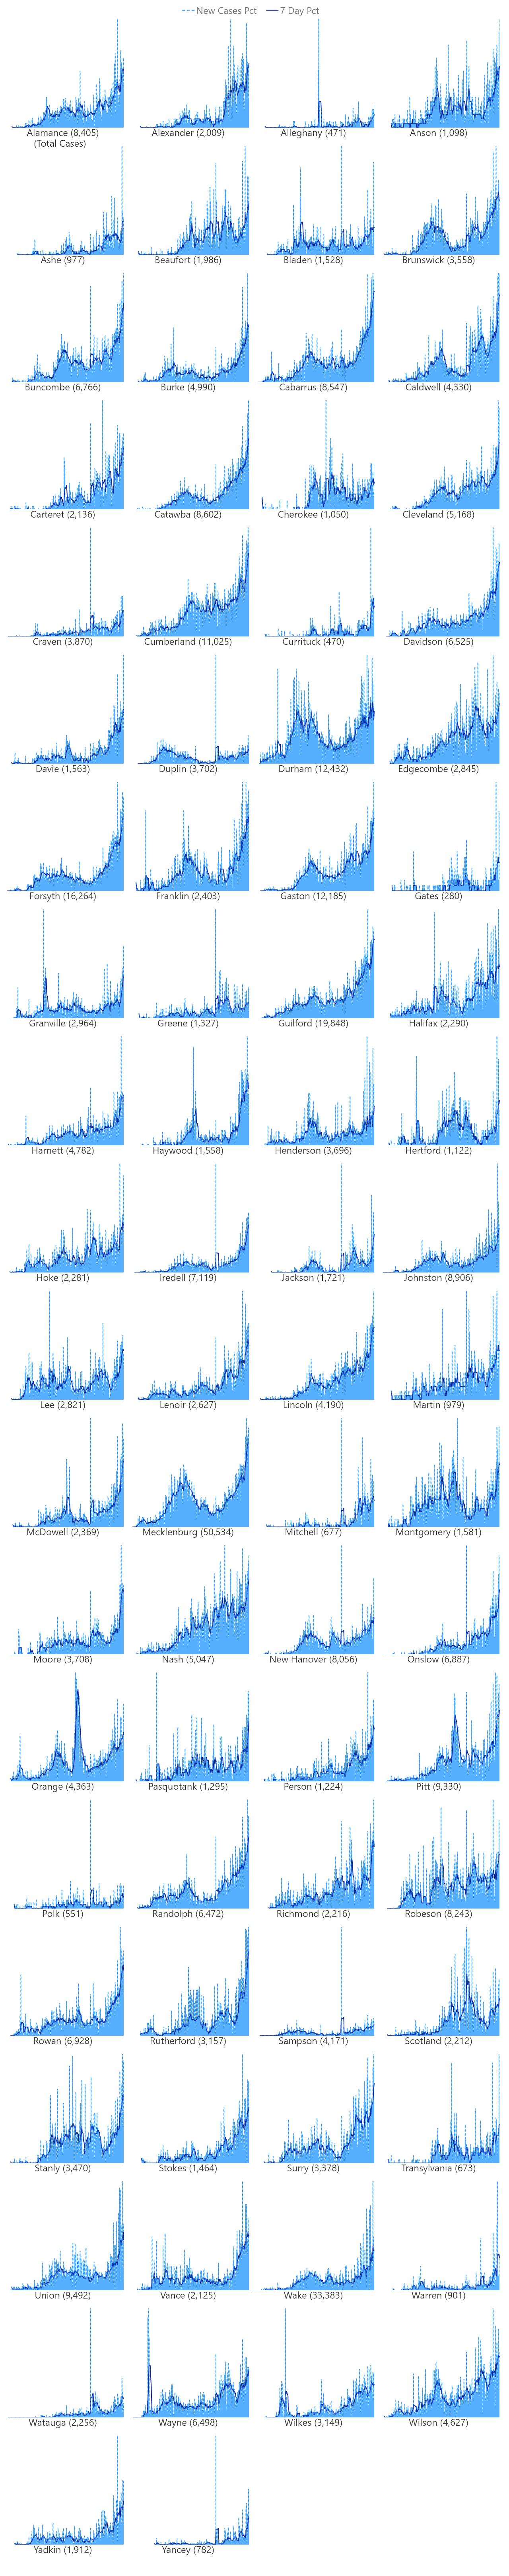 New Cases Pct 7 Day Pct
Alamance (8,405) Alexander (2,009) Alleghany (471) Anson (1,098)
(Total Cases)
Ashe (977) Beaufort (1,986) Bladen (1,528) Brunswick (3,558)
Buncombe (6,766) Burke (4,990) Cabarrus (8,547) Caldwell (4,330)
Carteret (2,136) Catawba (8,602) Cherokee (1,050) Cleveland (5,168)
Craven (3,870) Cumberland (11,025) Currituck (470) Davidson (6,525)
Davie (1,563) Duplin (3,702) Durham (12,432) Edgecombe (2,845)
Forsyth (16,264) Franklin (2,403) Gaston (12,185) Gates (280)
Granville (2,964) Greene (1,327) Guilford (19,848) Halifax (2,290)
Harnett (4,782) Haywood (1,558) Henderson (3,696) Hertford (1,122)
Hoke (2,281) Iredell (7,119) Jackson (1,721) Johnston (8,906)
Lee (2,821) Lenoir (2,627) Lincoln (4,190) Martin (979)
McDowell (2,369) Mecklenburg (50,534) Mitchell (677) Montgomery (1,581)
Moore (3,708) Nash (5,047) New Hanover (8,056) Onslow (6,887)
Orange (4,363) Pasquotank (1,295) Person (1,224) Pitt (9,330)
Polk (551) Randolph (6,472) Richmond (2,216) Robeson (8,243)
Rowan (6,928) Rutherford (3,157) Sampson (4,171) Scotland (2,212)
Stanly (3,470) Stokes (1,464) Surry (3,378) Transylvania (673)
Union (9,492) Vance (2,125) Wake (33,383) Warren (901)
Watauga (2,256) Wayne (6,498) Wilkes (3,149) Wilson (4,627)
Yadkin (1,912) Yancey (782)